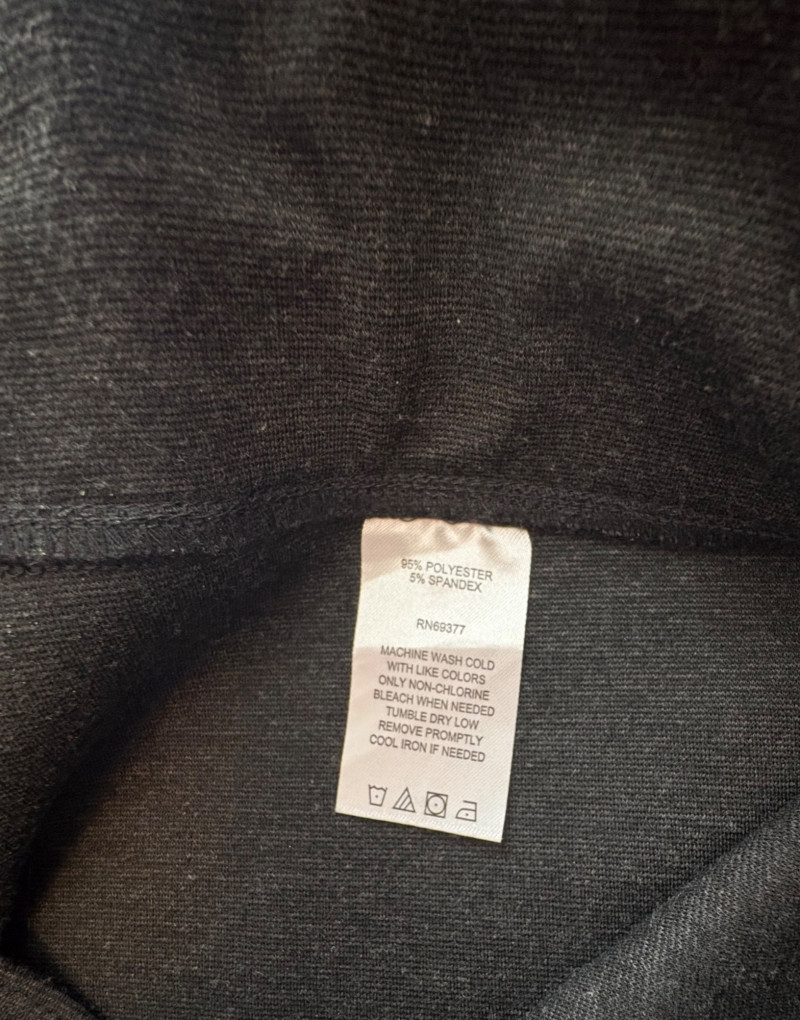 95% POLYESTER
5% SPANDEX
RN69377
MACHINE WASH COLD
WITH LIKE COLORS
ONLY NON-CHLORINE
BLEACH WHEN NEEDED
TUMBLE DRY LOW
REMOVE PROMPTLY
COOL IRON IF NEEDED